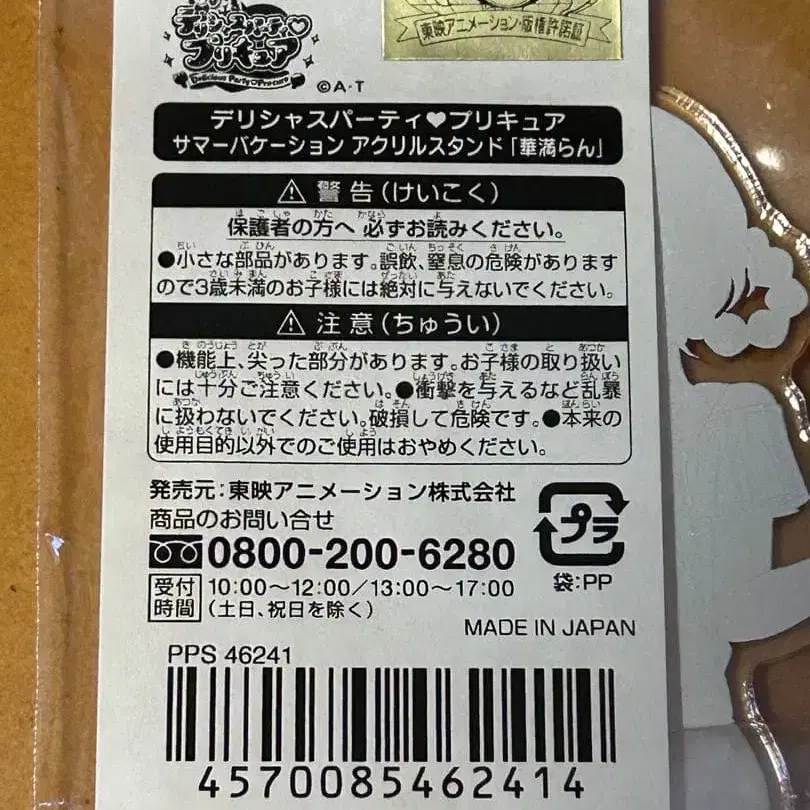 デリシャスパーティ♡
プリキュア
Delicious Party♡Precure
東映アニメーション・版権許諾証
©A・T
デリシャスパーティ♥プリキュア
サマーバケーション アクリルスタンド「華満らん」
⚠警告(けいこく)
保護者の方へ 必ずお読みください。
●小さな部品があります。誤飲、窒息の危険があります
ので3歳未満のお子様には絶対に与えないでください。
⚠注意(ちゅうい)
●機能上、尖った部分があります。お子様の取り扱い
には十分ご注意ください。●衝撃を与えるなど乱暴
に扱わないでください。破損して危険です。●本来の
使用目的以外でのご使用はおやめください。
発売元:東映アニメーション株式会社
商品のお問い合せ
0800-200-6280
受付時間 10:00～12:00/13:00～17:00
(土日、祝日を除く)
プラ
袋:PP
MADE IN JAPAN
PPS 46241
4570085462414